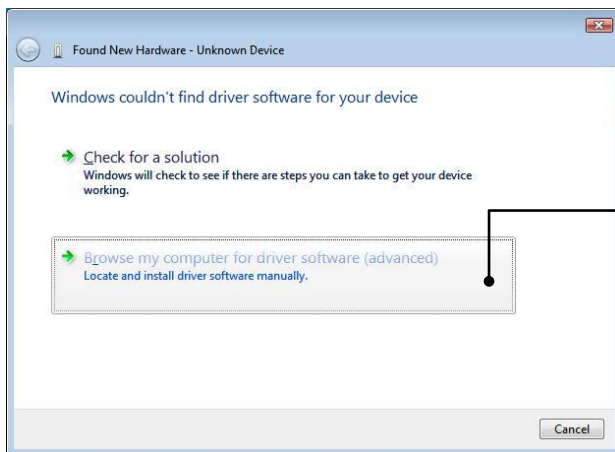 Found New Hardware - Unknown Device
Windows couldn't find driver software for your device
Check for a solution
Windows will check to see if there are steps you can take to get your device
working.
Browse my computer for driver software (advanced)
Locate and install driver software manually.
Cancel